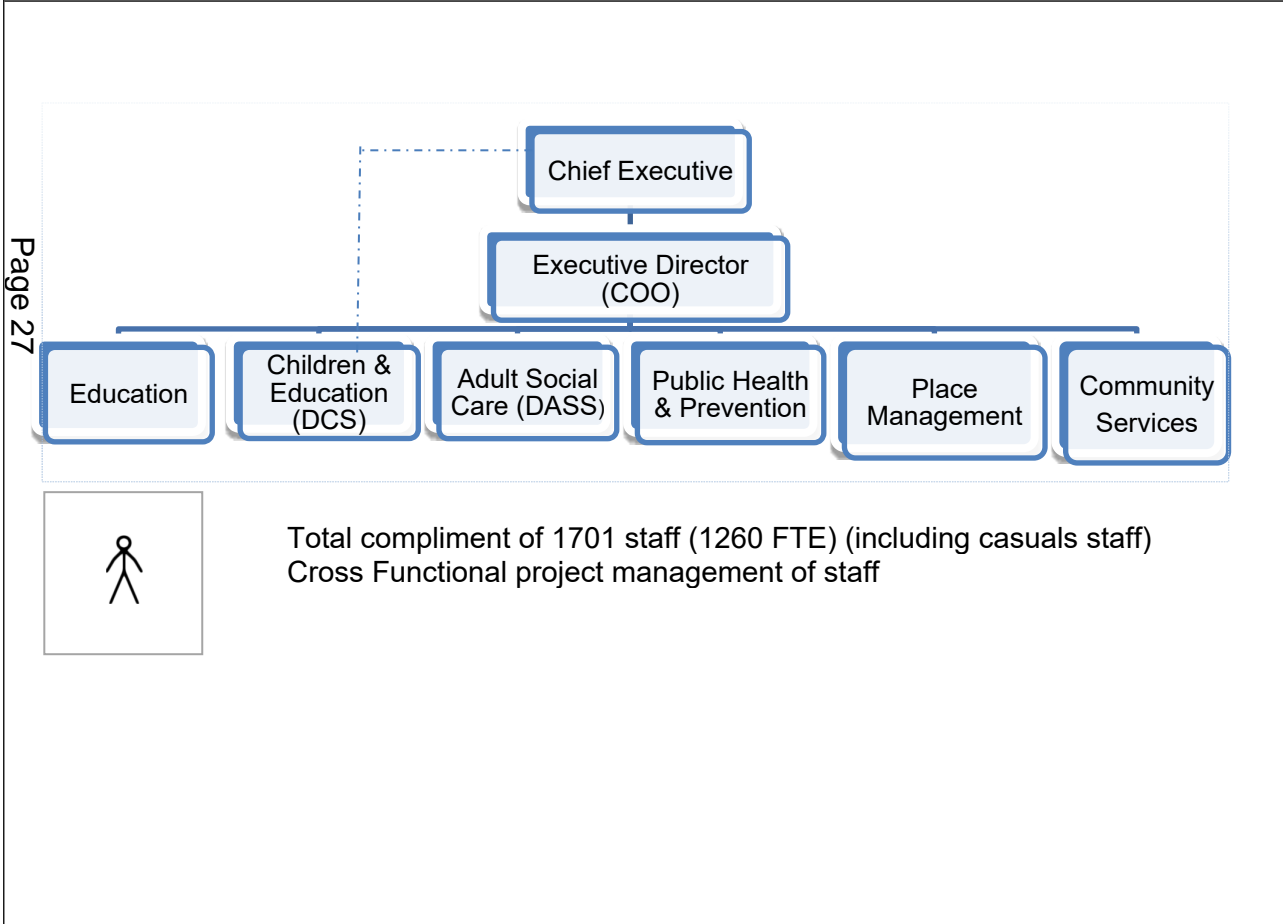 Chief Executive
Executive Director
(COO)
Education
Children &
Education
(DCS)
Adult Social
Care (DASS)
Public Health
& Prevention
Place
Management
Community
Services
Total compliment of 1701 staff (1260 FTE) (including casuals staff)
Cross Functional project management of staff
Page 27